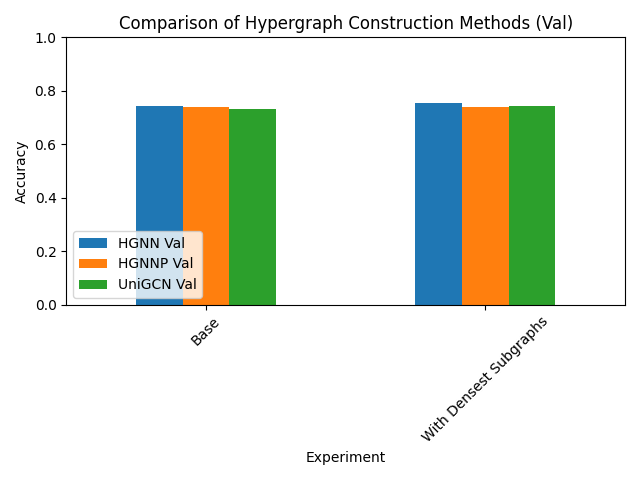 Comparison of Hypergraph Construction Methods (Val)
Accuracy
1.0
0.8
0.6
0.4
0.2
0.0
HGNN Val
HGNNP Val
UniGCN Val
Base
With Densest Subgraphs
Experiment